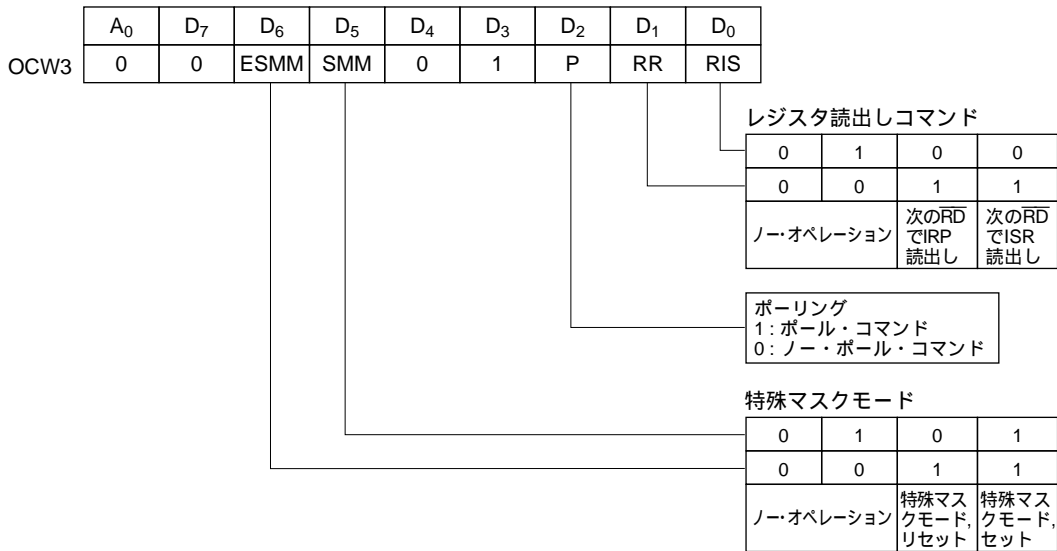 A0 D7 D6 D5 D4 D3 D2 D1 D0
OCW3 0 0 ESMM SMM 0 1 P RR RIS
レジスタ読出しコマンド
0 1 0 0
0 0 1 1
ノー・オペレーション
次のRD
でIRP
読出し
次のRD
でISR
読出し
ポーリング
1：ポール・コマンド
0：ノー・ポール・コマンド
特殊マスクモード
0 1 0 1
0 0 1 1
ノー・オペレーション
特殊マス
クモード,
リセット
特殊マス
クモード,
セット